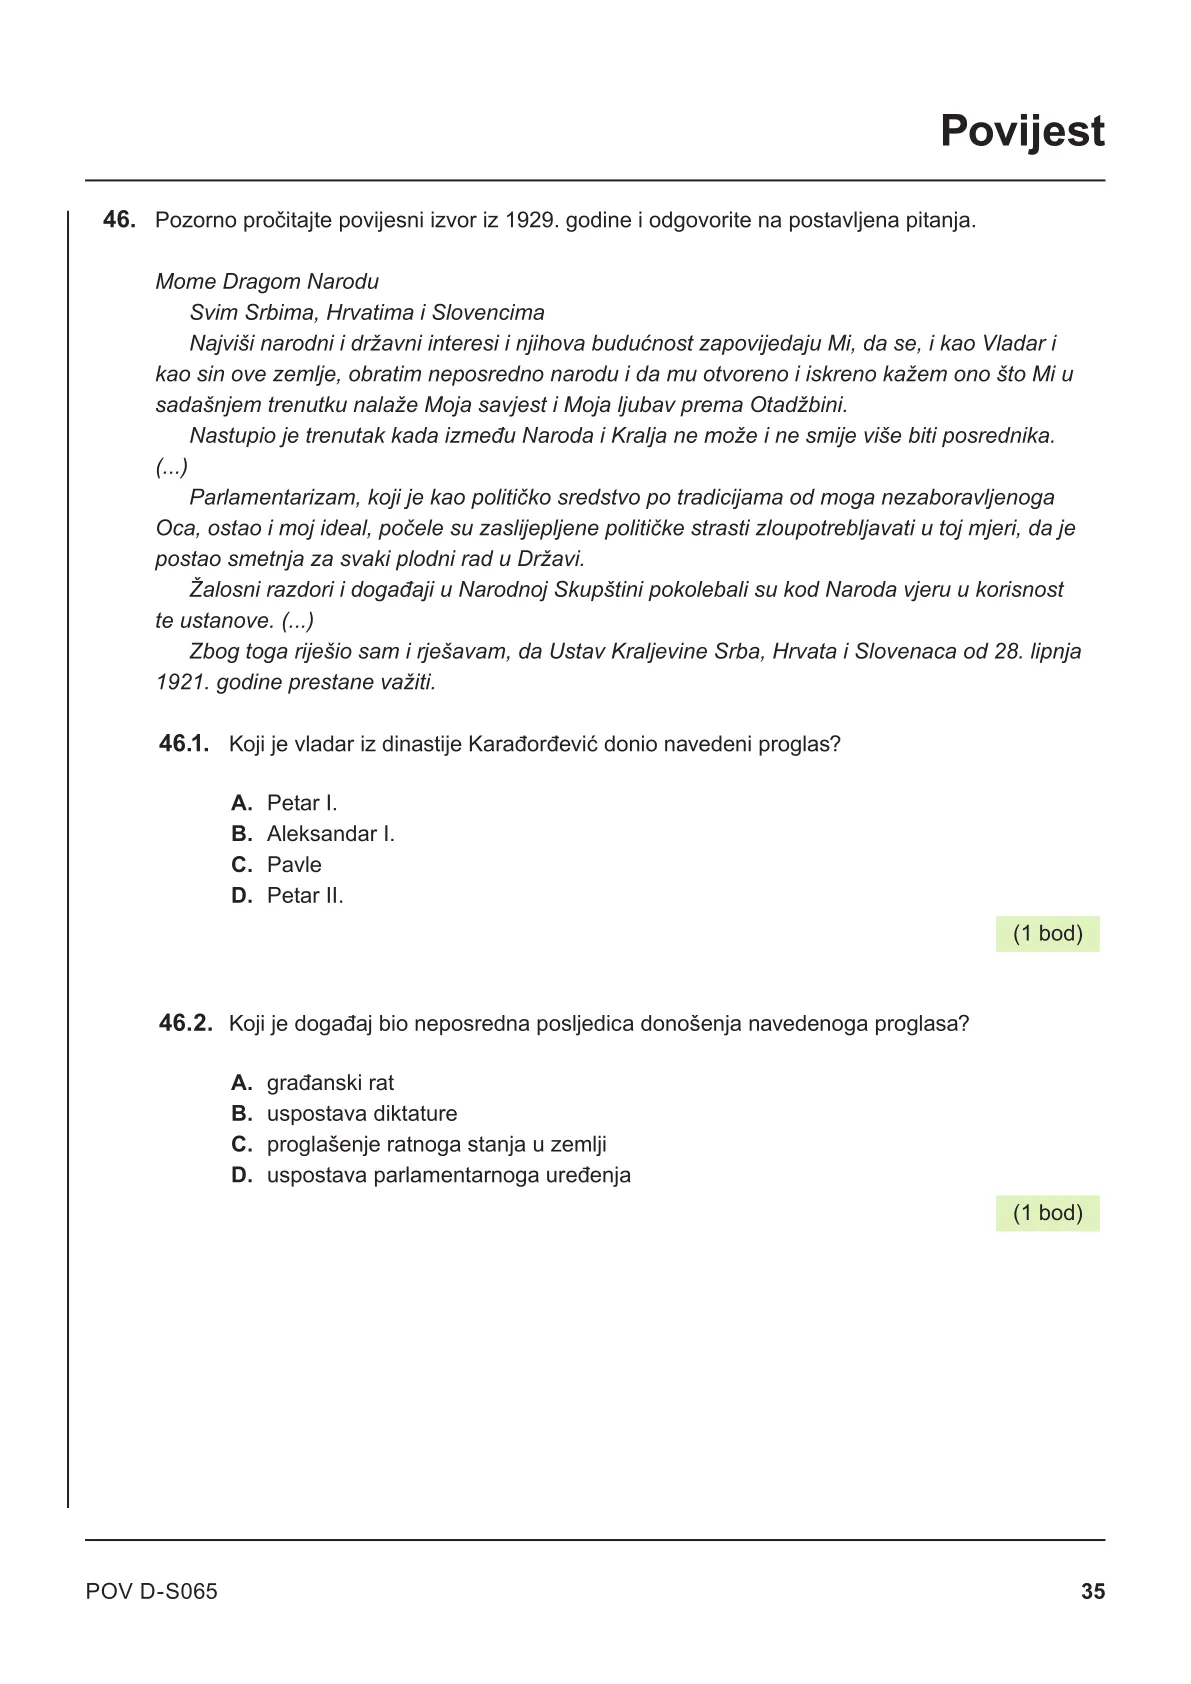 Povijest
46. Pozorno pročitajte povijesni izvor iz 1929. godine i odgovorite na postavljena pitanja.
Mome Dragom Narodu
Svim Srbima, Hrvatima i Slovencima
Najviši narodni i državni interesi i njihova budućnost zapovijedaju Mi, da se, i kao Vladar i
kao sin ove zemlje, obratim neposredno narodu i da mu otvoreno i iskreno kažem ono što Mi u
sadašnjem trenutku nalaže Moja savjest i Moja ljubav prema Otadžbini.
Nastupio je trenutak kada između Naroda i Kralja ne može i ne smije više biti posrednika.
(...)
Parlamentarizam, koji je kao političko sredstvo po tradicijama od moga nezaboravljenoga
Oca, ostao i moj ideal, počele su zaslijepljene političke strasti zloupotrebljavati u toj mjeri, da je
postao smetnja za svaki plodni rad u Državi.
Žalosni razdori i događaji u Narodnoj Skupštini pokolebali su kod Naroda vjeru u korisnost
te ustanove. (...)
Zbog toga riješio sam i rješavam, da Ustav Kraljevine Srba, Hrvata i Slovenaca od 28. lipnja
1921. godine prestane važiti.
46.1. Koji je vladar iz dinastije Karađorđević donio navedeni proglas?
A. Petar I.
B. Aleksandar I.
C. Pavle
D. Petar II.
(1 bod)
46.2. Koji je događaj bio neposredna posljedica donošenja navedenoga proglasa?
A. građanski rat
B. uspostava diktature
C. proglašenje ratnoga stanja u zemlji
D. uspostava parlamentarnoga uređenja
(1 bod)
POV D-S065
35